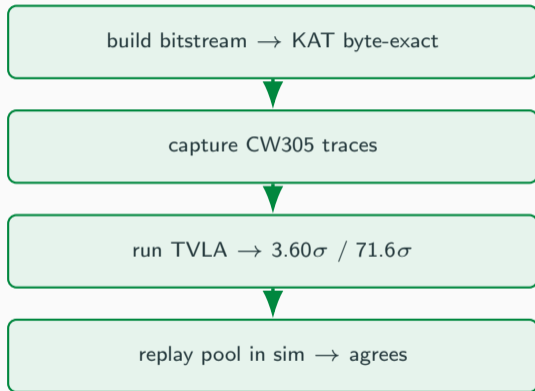 build bitstream → KAT byte-exact
capture CW305 traces
run TVLA → 3.60σ / 71.6σ
replay pool in sim → agrees